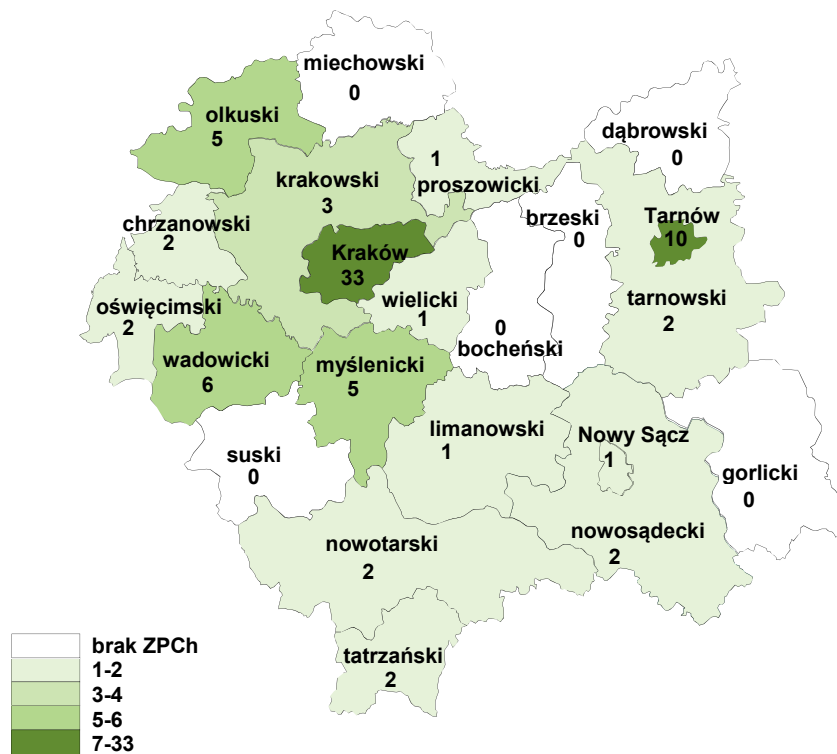 miechowski
0
olkuski
5
dąbrowski
0
1
proszowicki
krakowski
3
brzeski
0
Tarnów
10
chrzanowski
2
Kraków
33
wielicki
1
tarnowski
2
oświęcimski
2
0
bocheński
wadowicki
6
myślenicki
5
limanowski
1
Nowy Sącz
1
suski
0
gorlicki
0
nowotarski
2
nowosądecki
2
tatrzański
2
brak ZPCh
1-2
3-4
5-6
7-33